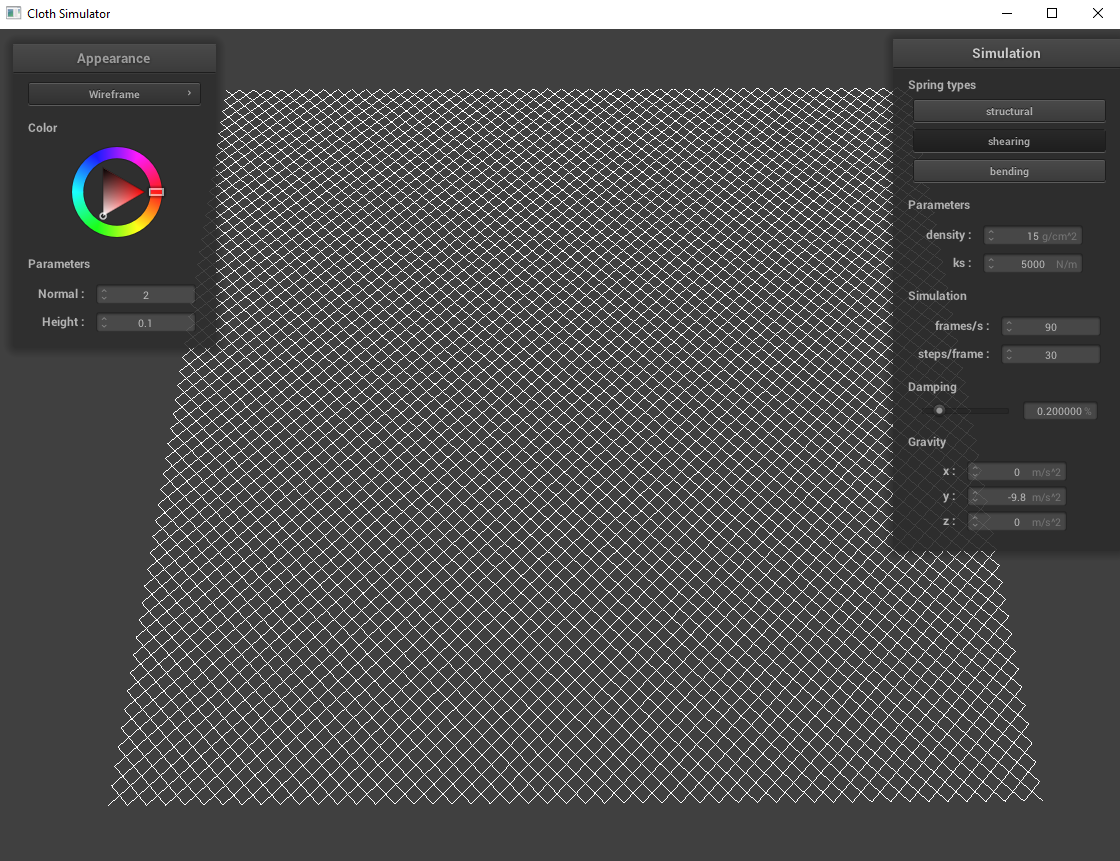 Cloth Simulator
Appearance
Wireframe
Color
Parameters
Normal : 2
Height : 0.1
Simulation
Spring types
structural
shearing
bending
Parameters
density : 15 g/cm^2
ks : 5000 N/m
Simulation
frames/s : 90
steps/frame : 30
Damping
0.200000 %
Gravity
x : 0 m/s^2
y : -9.8 m/s^2
z : 0 m/s^2